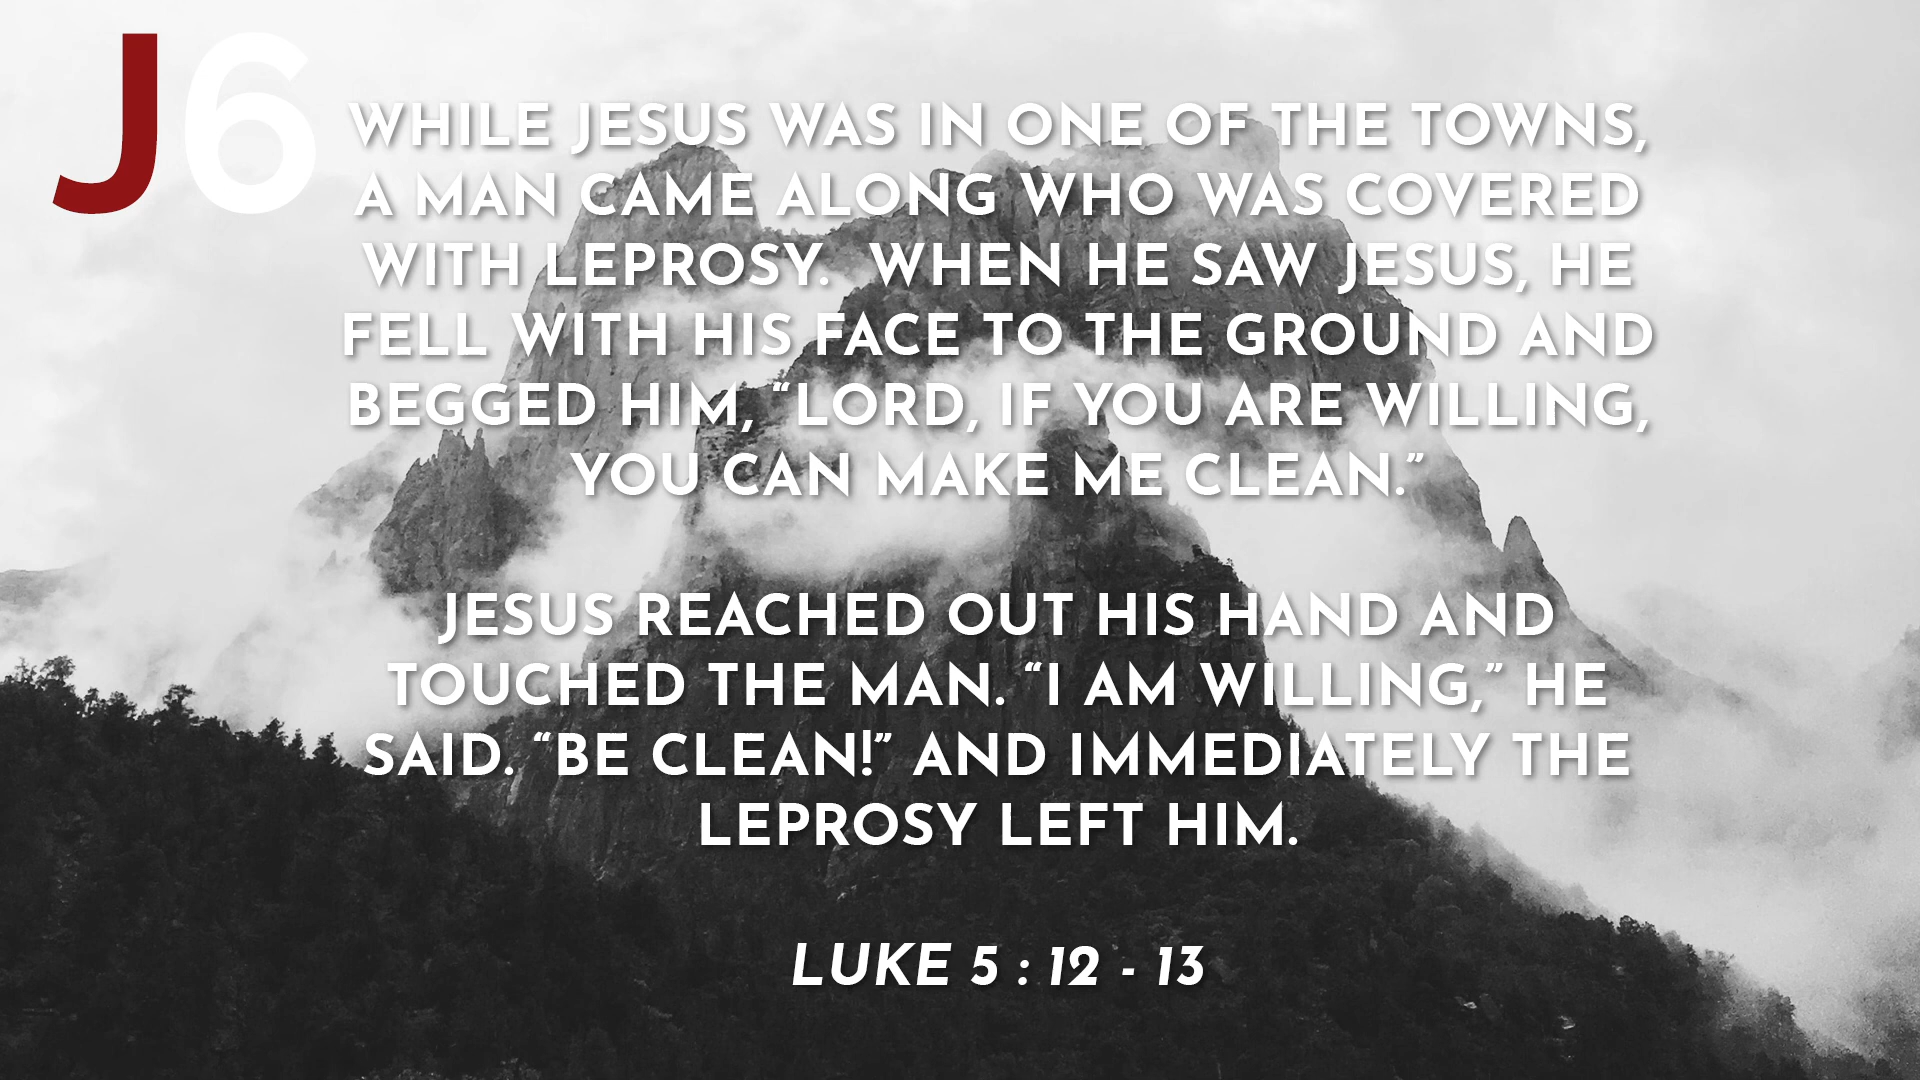 J6
WHILE JESUS WAS IN ONE OF THE TOWNS,
A MAN CAME ALONG WHO WAS COVERED
WITH LEPROSY. WHEN HE SAW JESUS, HE
FELL WITH HIS FACE TO THE GROUND AND
BEGGED HIM, “LORD, IF YOU ARE WILLING,
YOU CAN MAKE ME CLEAN.”
JESUS REACHED OUT HIS HAND AND
TOUCHED THE MAN. “I AM WILLING,” HE
SAID. “BE CLEAN!” AND IMMEDIATELY THE
LEPROSY LEFT HIM.
LUKE 5 : 12 - 13